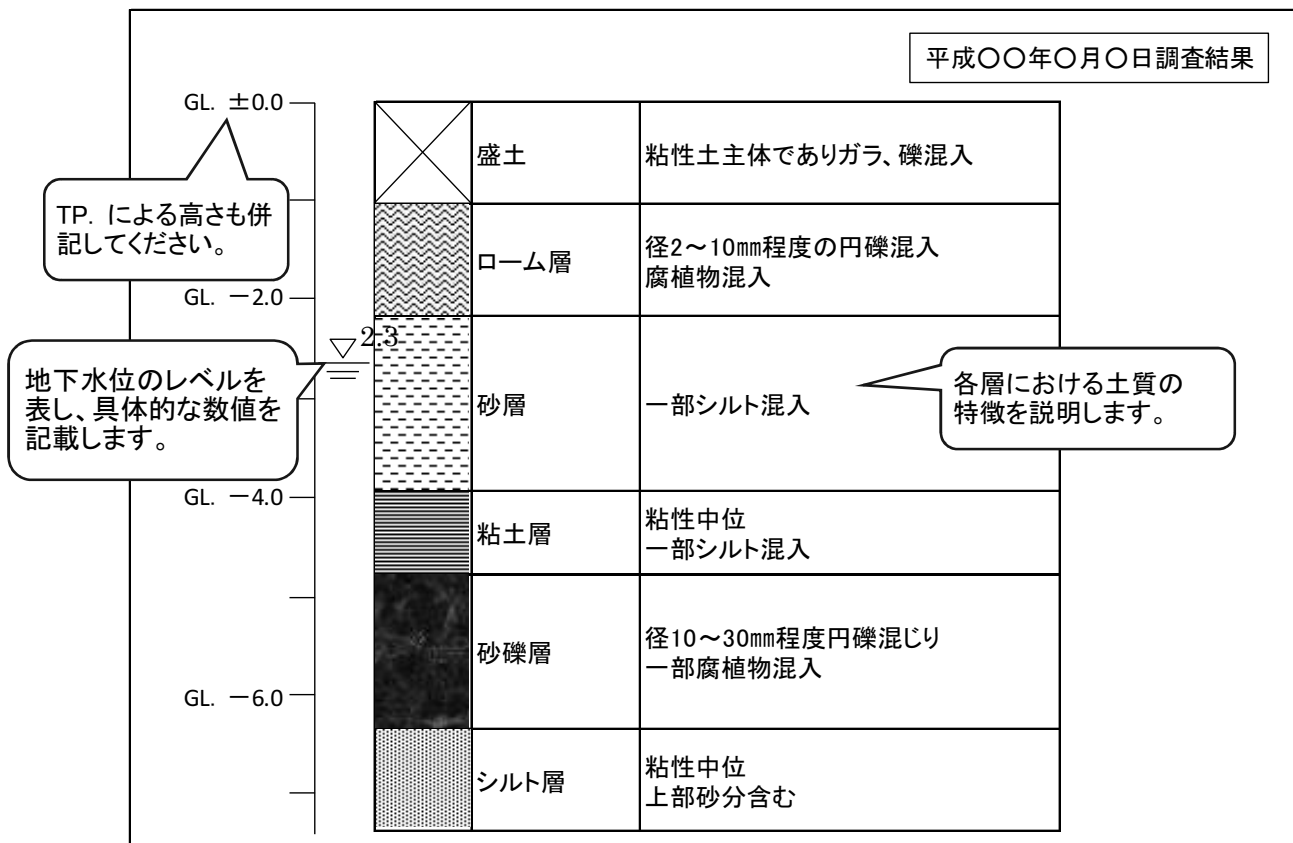 平成〇〇年〇月〇日調査結果
GL. ±0.0
盛土
粘性土主体でありガラ、礫混入
TP. による高さも併
記してください。
ローム層
径2～10㎜程度の円礫混入
腐植物混入
GL. －2.0
2.3
地下水位のレベルを
表し、具体的な数値を
記載します。
砂層
一部シルト混入
各層における土質の
特徴を説明します。
GL. －4.0
粘土層
粘性中位
一部シルト混入
砂礫層
径10～30㎜程度円礫混じり
一部腐植物混入
GL. －6.0
シルト層
粘性中位
上部砂分含む